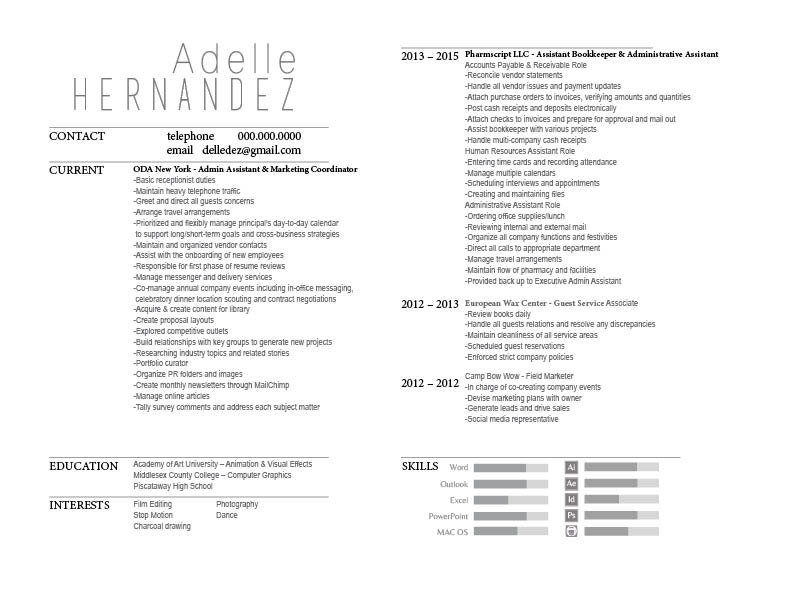 Adelle
HERNANDEZ
CONTACT
telephone 000.000.0000
email delledez@gmail.com
CURRENT
ODA New York - Admin Assistant & Marketing Coordinator
-Basic receptionist duties
-Maintain heavy telephone traffic
-Greet and direct all guests concerns
-Arrange travel arrangements
-Prioritized and flexibly manage principal's day-to-day calendar
to support long/short-term goals and cross-business strategies
-Maintain and organized vendor contacts
-Assist with the onboarding of new employees
-Responsible for first phase of resume reviews
-Manage messenger and delivery services
-Co-manage annual company events including in-office messaging,
celebratory dinner location scouting and contract negotiations
-Acquire & create content for library
-Create proposal layouts
-Explored competitive outlets
-Build relationships with key groups to generate new projects
-Researching industry topics and related stories
-Portfolio curator
-Organize PR folders and images
-Create monthly newsletters through MailChimp
-Manage online articles
-Tally survey comments and address each subject matter
EDUCATION
Academy of Art University – Animation & Visual Effects
Middlesex County College – Computer Graphics
Piscataway High School
INTERESTS
Film Editing Photography
Stop Motion Dance
Charcoal drawing
2013 – 2015 Pharmscript LLC - Assistant Bookkeeper & Administrative Assistant
Accounts Payable & Receivable Role
-Reconcile vendor statements
-Handle all vendor issues and payment updates
-Attach purchase orders to invoices, verifying amounts and quantities
-Post cash receipts and deposits electronically
-Attach checks to invoices and prepare for approval and mail out
-Assist bookkeeper with various projects
-Handle multi-company cash receipts
Human Resources Assistant Role
-Entering time cards and recording attendance
-Manage multiple calendars
-Scheduling interviews and appointments
-Creating and maintaining files
Administrative Assistant Role
-Ordering office supplies/lunch
-Reviewing internal and external mail
-Organize all company functions and festivities
-Direct all calls to appropriate department
-Manage travel arrangements
-Maintain flow of pharmacy and facilities
-Provided back up to Executive Admin Assistant
2012 – 2013 European Wax Center - Guest Service Associate
-Review books daily
-Handle all guests relations and resolve any discrepancies
-Maintain cleanliness of all service areas
-Scheduled guest reservations
-Enforced strict company policies
2012 – 2012 Camp Bow Wow - Field Marketer
-In charge of co-creating company events
-Devise marketing plans with owner
-Generate leads and drive sales
-Social media representative
SKILLS
Word Ai
Outlook Ae
Excel Id
PowerPoint Ps
MAC OS